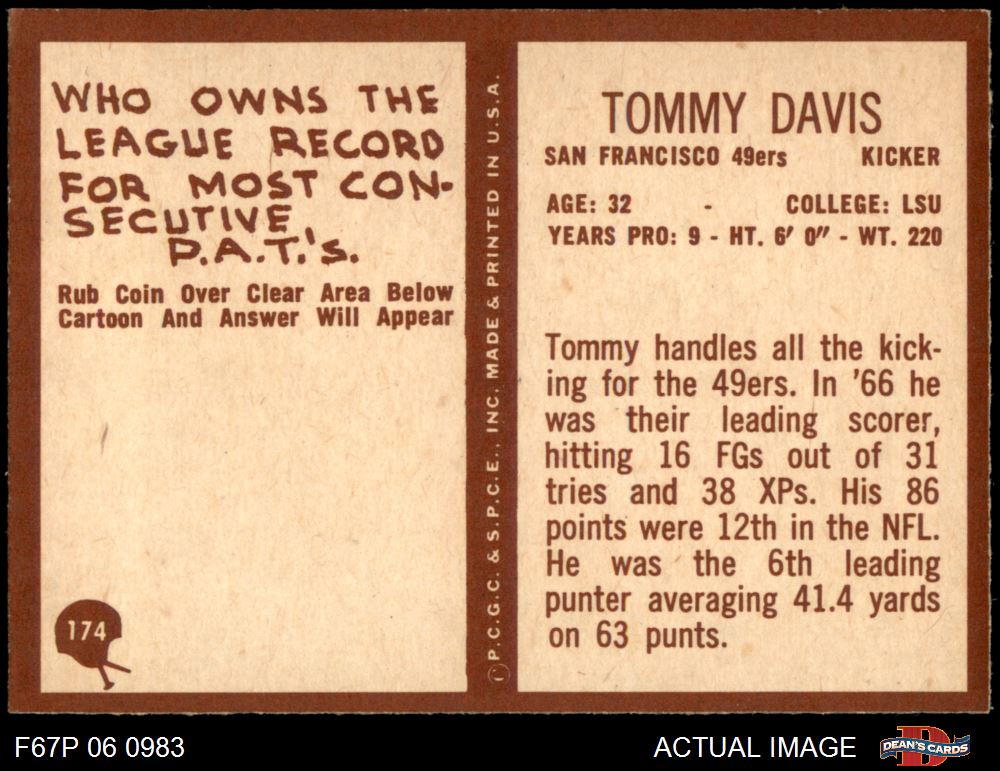 WHO OWNS THE
LEAGUE RECORD
FOR MOST CON-
SECUTIVE
P.A.T.'s.
Rub Coin Over Clear Area Below
Cartoon And Answer Will Appear
174
© P.C.G.C. & S.P.C.E., INC. MADE & PRINTED IN U.S.A.
TOMMY DAVIS
SAN FRANCISCO 49ers KICKER
AGE: 32 - COLLEGE: LSU
YEARS PRO: 9 - HT. 6' 0" - WT. 220
Tommy handles all the kick-
ing for the 49ers. In '66 he
was their leading scorer,
hitting 16 FGs out of 31
tries and 38 XPs. His 86
points were 12th in the NFL.
He was the 6th leading
punter averaging 41.4 yards
on 63 punts.
F67P 06 0983
ACTUAL IMAGE
DEAN'S CARDS